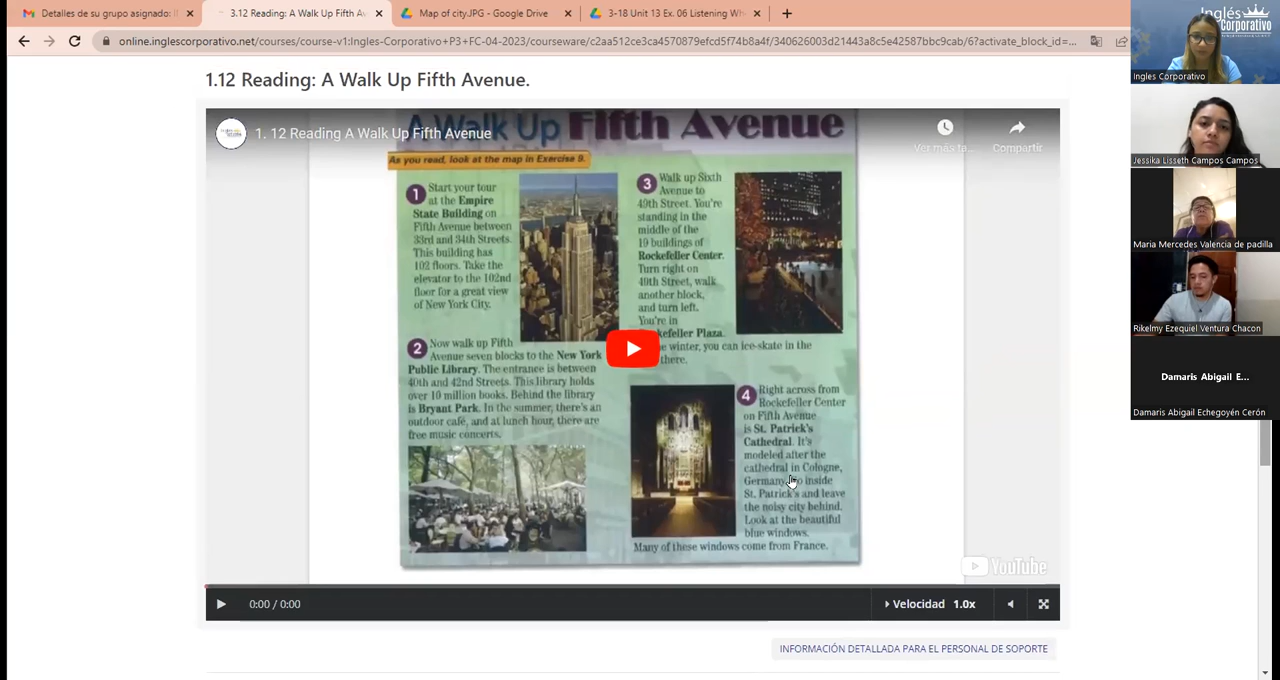 Detalles de su grupo asignado: I
3.12 Reading: A Walk Up Fifth Av
Map of cityJPG - Google Drive
3-18 Unit 13 Ex. 06 Listening Wh
online.inglescorporativo.net/courses/course-v1:Ingles-Corporativo+P3+FC-04-2023/courseware/c2aa512ce3ca4570879efcd5f74b8a4f/340626003d21443a8c5e42587bbc9cab/6?activate_block_id=...
1.12 Reading: A Walk Up Fifth Avenue.
A Walk Up Fifth Avenue
1. 12 Reading A Walk Up Fifth Avenue
Ver más ta...
Compartir
As you read, look at the map in Exercise 9.
1 Start your tour
at the Empire
State Building on
Fifth Avenue between
33rd and 34th Streets.
This building has
102 floors. Take the
elevator to the 102nd
floor for a great view
of New York City.
2 Now walk up Fifth
Avenue seven blocks to the New York
Public Library. The entrance is between
40th and 42nd Streets. This library holds
over 10 million books. Behind the library
is Bryant Park. In the summer, there's an
outdoor café, and at lunch hour, there are
free music concerts.
3 Walk up Sixth
Avenue to
49th Street. You're
standing in the
middle of the
19 buildings of
Rockefeller Center.
Turn right on
49th Street, walk
another block,
and turn left.
You're in
kefeller Plaza.
e winter, you can ice-skate in the
there.
4 Right across from
Rockefeller Center
on Fifth Avenue
is St. Patrick's
Cathedral. It's
modeled after the
cathedral in Cologne,
Germany. o inside
St. Patrick's and leave
the noisy city behind.
Look at the beautiful
blue windows.
Many of these windows come from France.
YouTube
0:00 / 0:00
Velocidad 1.0x
INFORMACIÓN DETALLADA PARA EL PERSONAL DE SOPORTE
Inglés
Corporativo
Ingles Corporativo
Jessika Lisseth Campos Campos
Maria Mercedes Valencia de padilla
Rikelmy Ezequiel Ventura Chacon
Damaris Abigail E...
Damaris Abigail Echegoyén Cerón